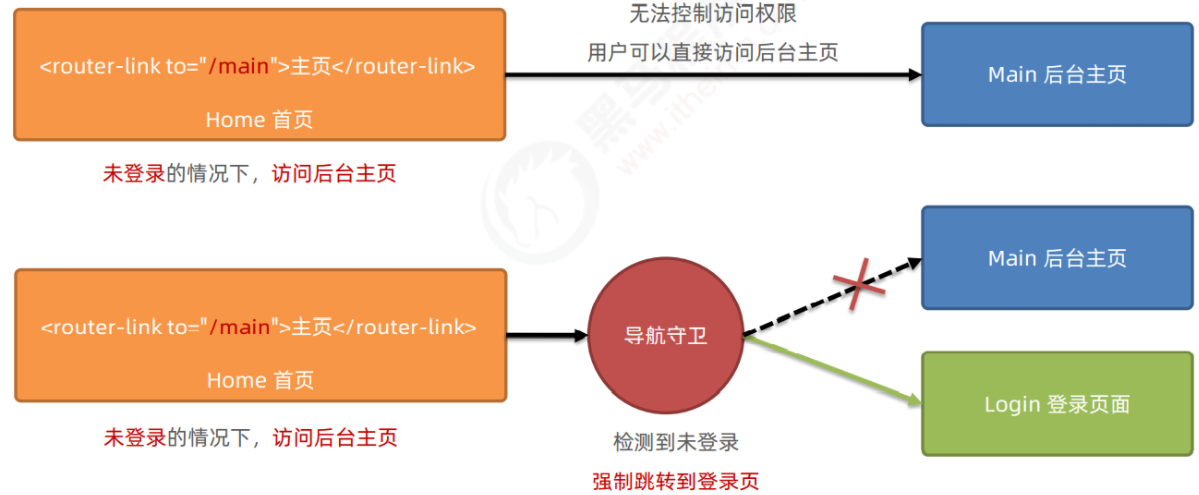 无法控制访问权限
用户可以直接访问后台主页
<router-link to="/main">主页</router-link>
Home 首页
Main 后台主页
未登录的情况下，访问后台主页
Main 后台主页
<router-link to="/main">主页</router-link>
Home 首页
导航守卫
Login 登录页面
未登录的情况下，访问后台主页
检测到未登录
强制跳转到登录页